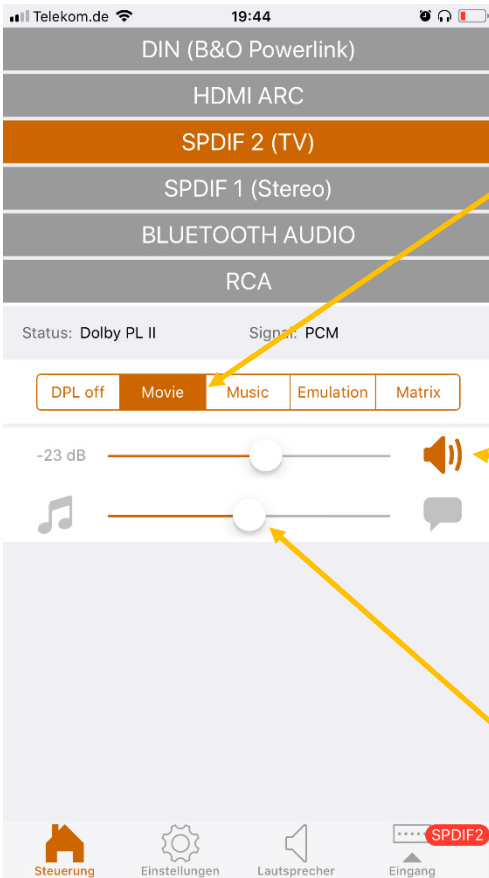 Telekom.de 19:44
DIN (B&O Powerlink)
HDMI ARC
SPDIF 2 (TV)
SPDIF 1 (Stereo)
BLUETOOTH AUDIO
RCA
Status: Dolby PL II Signal: PCM
DPL off Movie Music Emulation Matrix
-23 dB
SPDIF2
Steuerung Einstellungen Lautsprecher Eingang